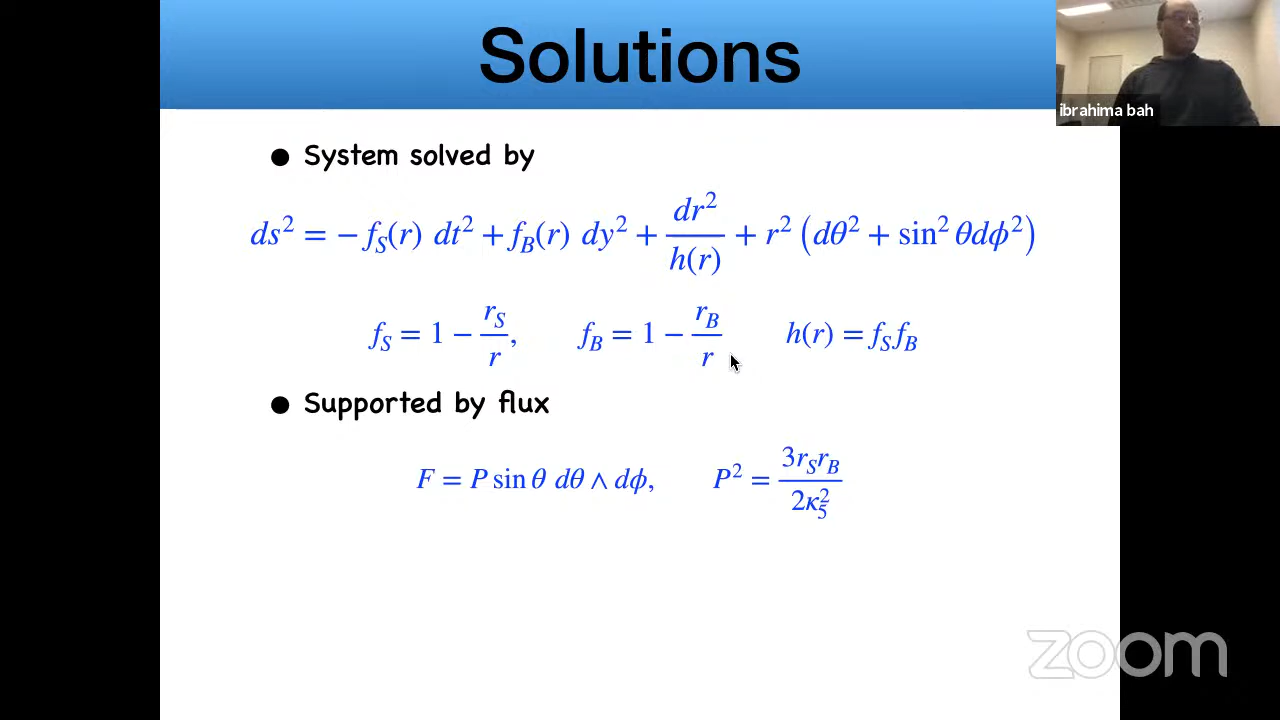 Solutions
ibrahima bah
● System solved by
ds² = − f_S(r) dt² + f_B(r) dy² + dr²/h(r) + r² (dθ² + sin² θdϕ²)
f_S = 1 − r_S/r,    f_B = 1 − r_B/r    h(r) = f_S f_B
● Supported by flux
F = P sin θ dθ ∧ dϕ,    P² = 3r_S r_B/2κ₅²
zoom